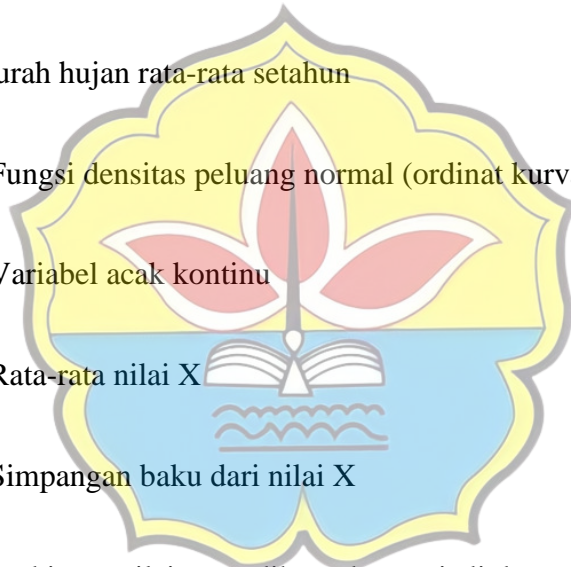 urah hujan rata-rata setahun
Fungsi densitas peluang normal (ordinat kurv
Variabel acak kontinu
Rata-rata nilai X
Simpangan baku dari nilai X